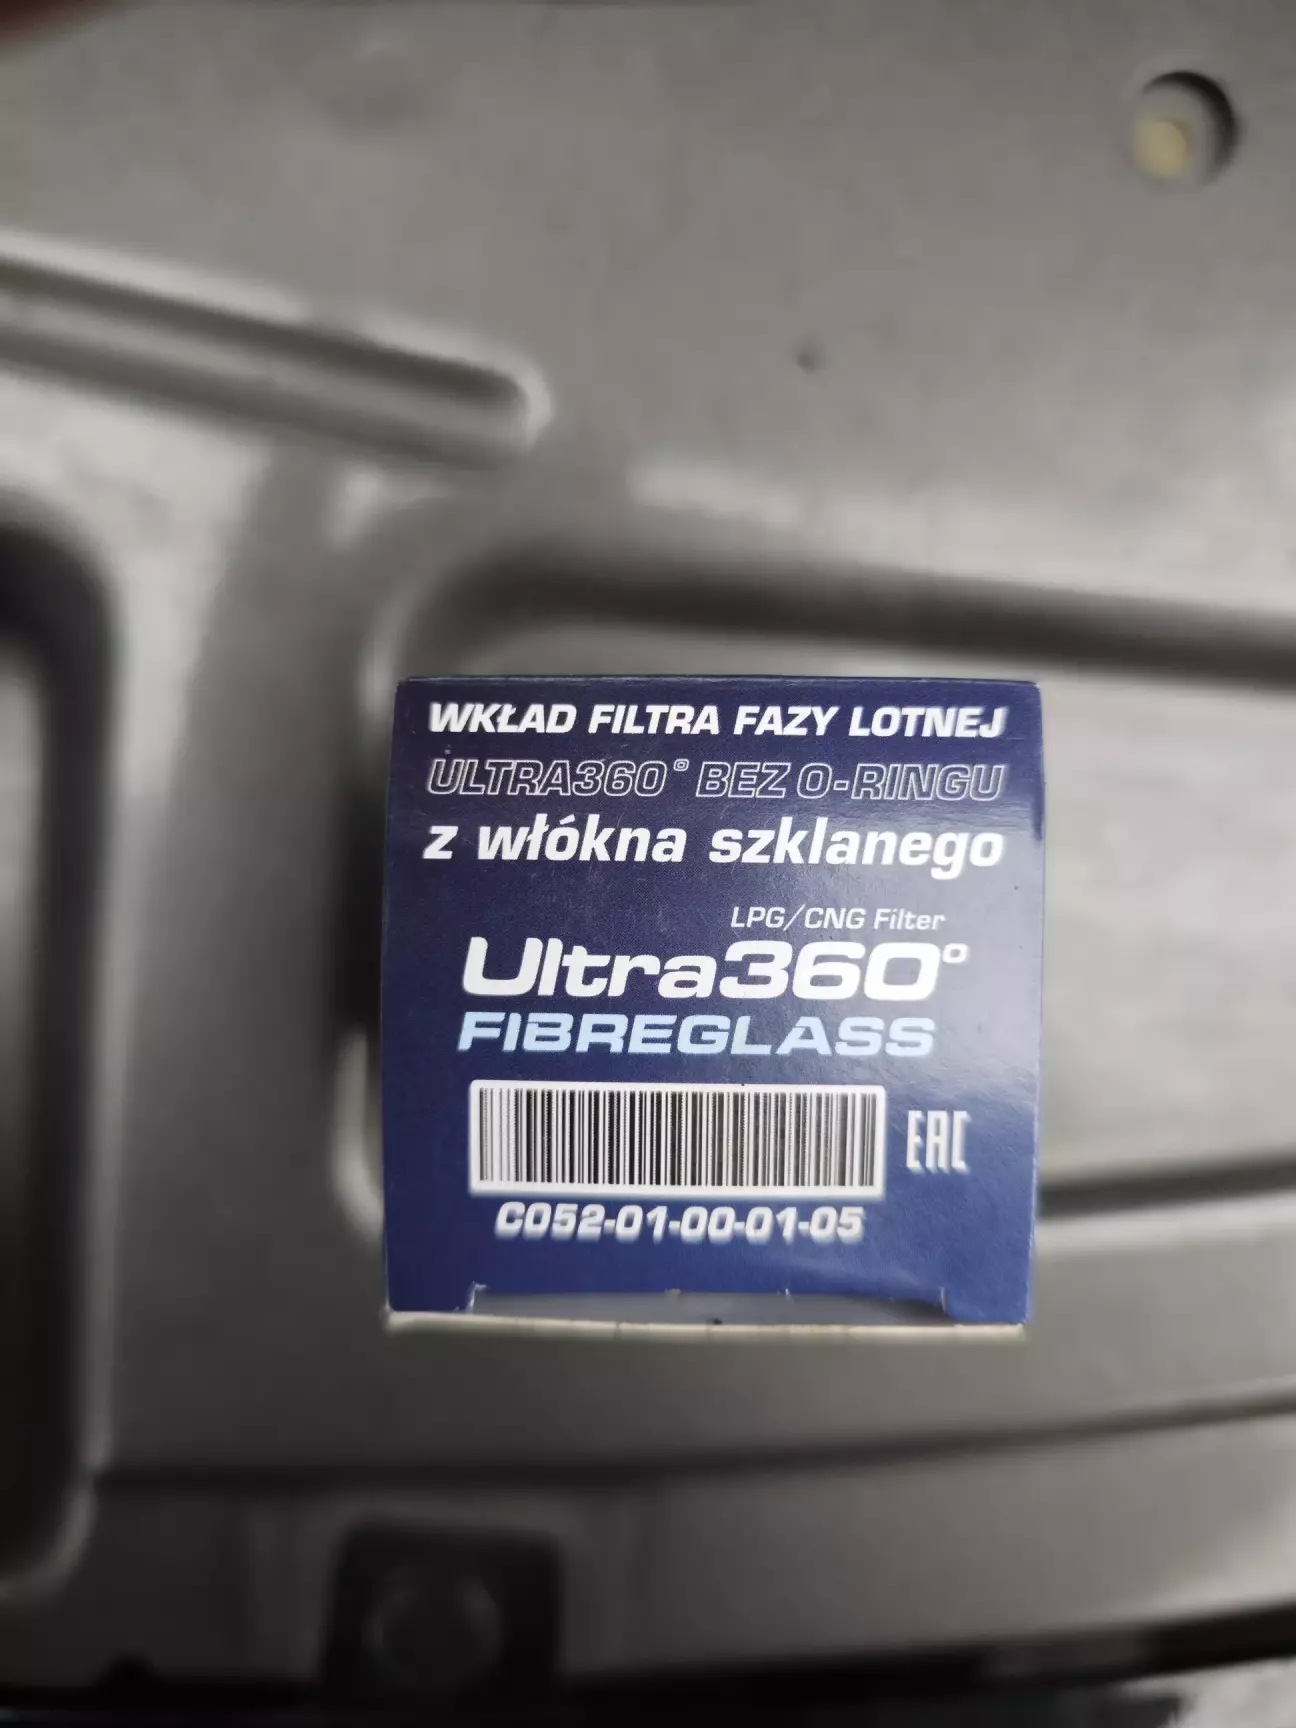 WKŁAD FILTRA FAZY LOTNEJ
ULTRA360° BEZ O-RINGU
z włókna szklanego
LPG/CNG Filter
Ultra360°
FIBREGLASS
EAC
C052-01-00-01-05